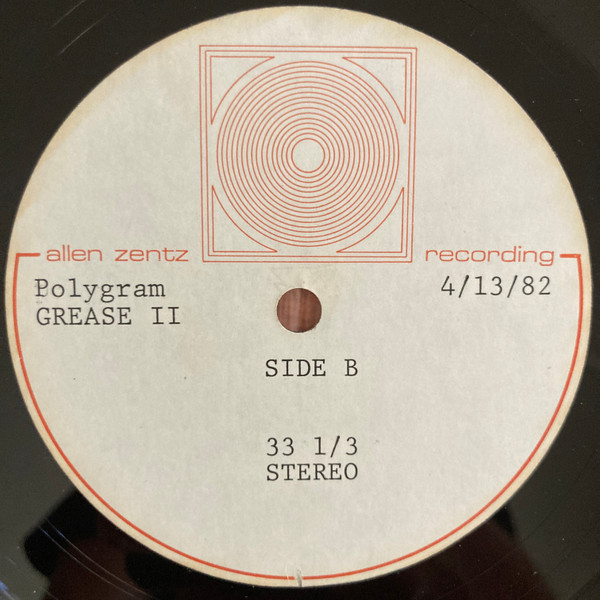 allen zentz recording
Polygram 4/13/82
GREASE II
SIDE B
33 1/3
STEREO